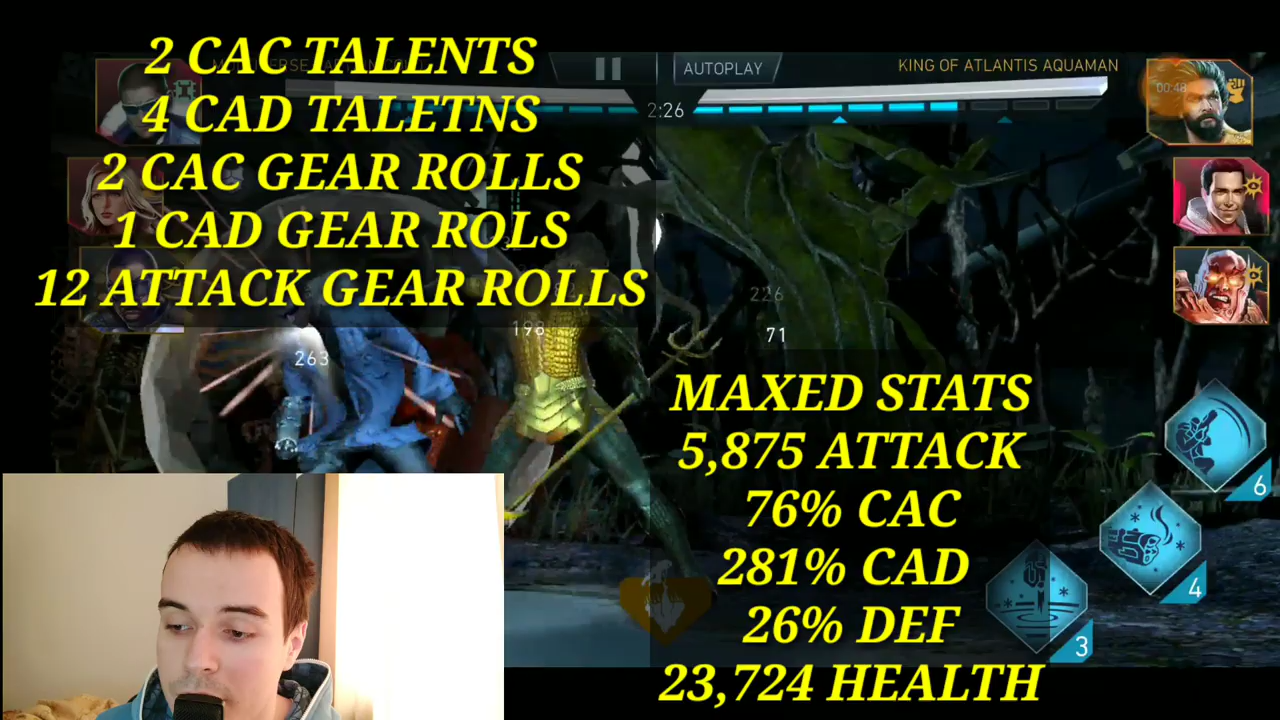 2 CAC TALENTS
4 CAD TALETNS
2 CAC GEAR ROLLS
1 CAD GEAR ROLS
12 ATTACK GEAR ROLLS
AUTOPLAY
KING OF ATLANTIS AQUAMAN
2:26
00:48
226
71
198
263
MAXED STATS
5,875 ATTACK
76% CAC
281% CAD
26% DEF
23,724 HEALTH
6
4
3